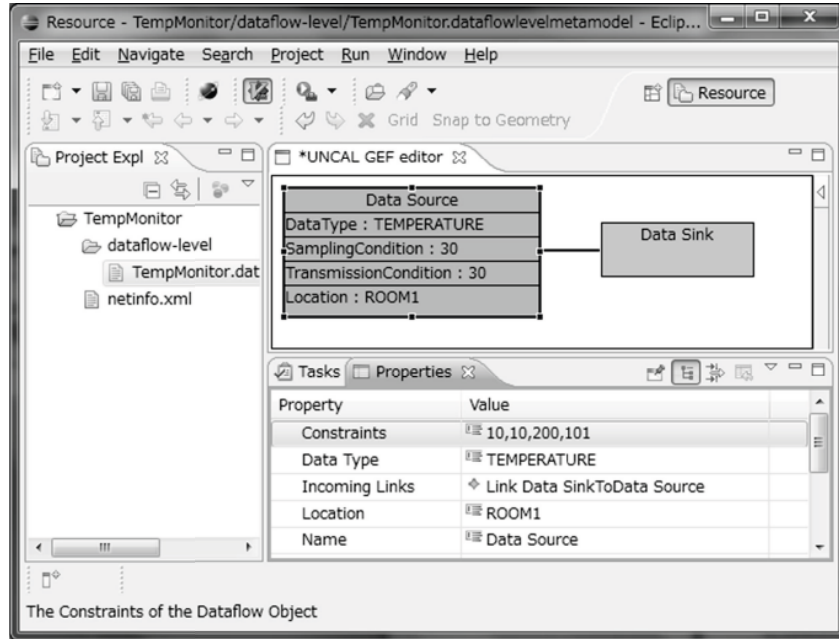 Resource - TempMonitor/dataflow-level/TempMonitor.dataflowlevelmetamodel - Eclip...
File Edit Navigate Search Project Run Window Help
Resource
Grid Snap to Geometry
Project Expl
*UNCAL GEF editor
TempMonitor
dataflow-level
TempMonitor.dat
netinfo.xml
Data Source
DataType : TEMPERATURE
SamplingCondition : 30
TransmissionCondition : 30
Location : ROOM1
Data Sink
Tasks Properties
Property Value
Constraints 10,10,200,101
Data Type TEMPERATURE
Incoming Links Link Data SinkToData Source
Location ROOM1
Name Data Source
The Constraints of the Dataflow Object